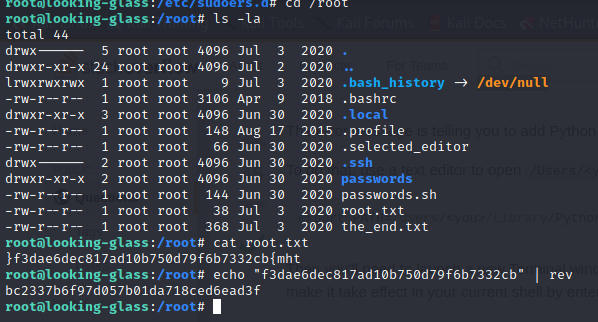 root@looking-glass:/etc/sudoers.d# cd /root
root@looking-glass:/root# ls -la
total 44
drwx------  5 root root 4096 Jul  3  2020 .
drwxr-xr-x 24 root root 4096 Jul  2  2020 ..
lrwxrwxrwx  1 root root    9 Jul  3  2020 .bash_history -> /dev/null
-rw-r--r--  1 root root 3106 Apr  9  2018 .bashrc
drwxr-xr-x  3 root root 4096 Jun 30  2020 .local
-rw-r--r--  1 root root  148 Aug 17  2015 .profile
-rw-r--r--  1 root root   66 Jun 30  2020 .selected_editor
drwx------  2 root root 4096 Jun 30  2020 .ssh
drwxr-xr-x  2 root root 4096 Jun 30  2020 passwords
-rw-r--r--  1 root root  144 Jun 30  2020 passwords.sh
-rw-r--r--  1 root root   38 Jul  3  2020 root.txt
-rw-r--r--  1 root root  368 Jul  3  2020 the_end.txt
root@looking-glass:/root# cat root.txt
}f3dae6dec817ad10b750d79f6b7332cb{mht
root@looking-glass:/root# echo "f3dae6dec817ad10b750d79f6b7332cb" | rev
bc2337b6f97d057b01da718ced6ead3f
root@looking-glass:/root#